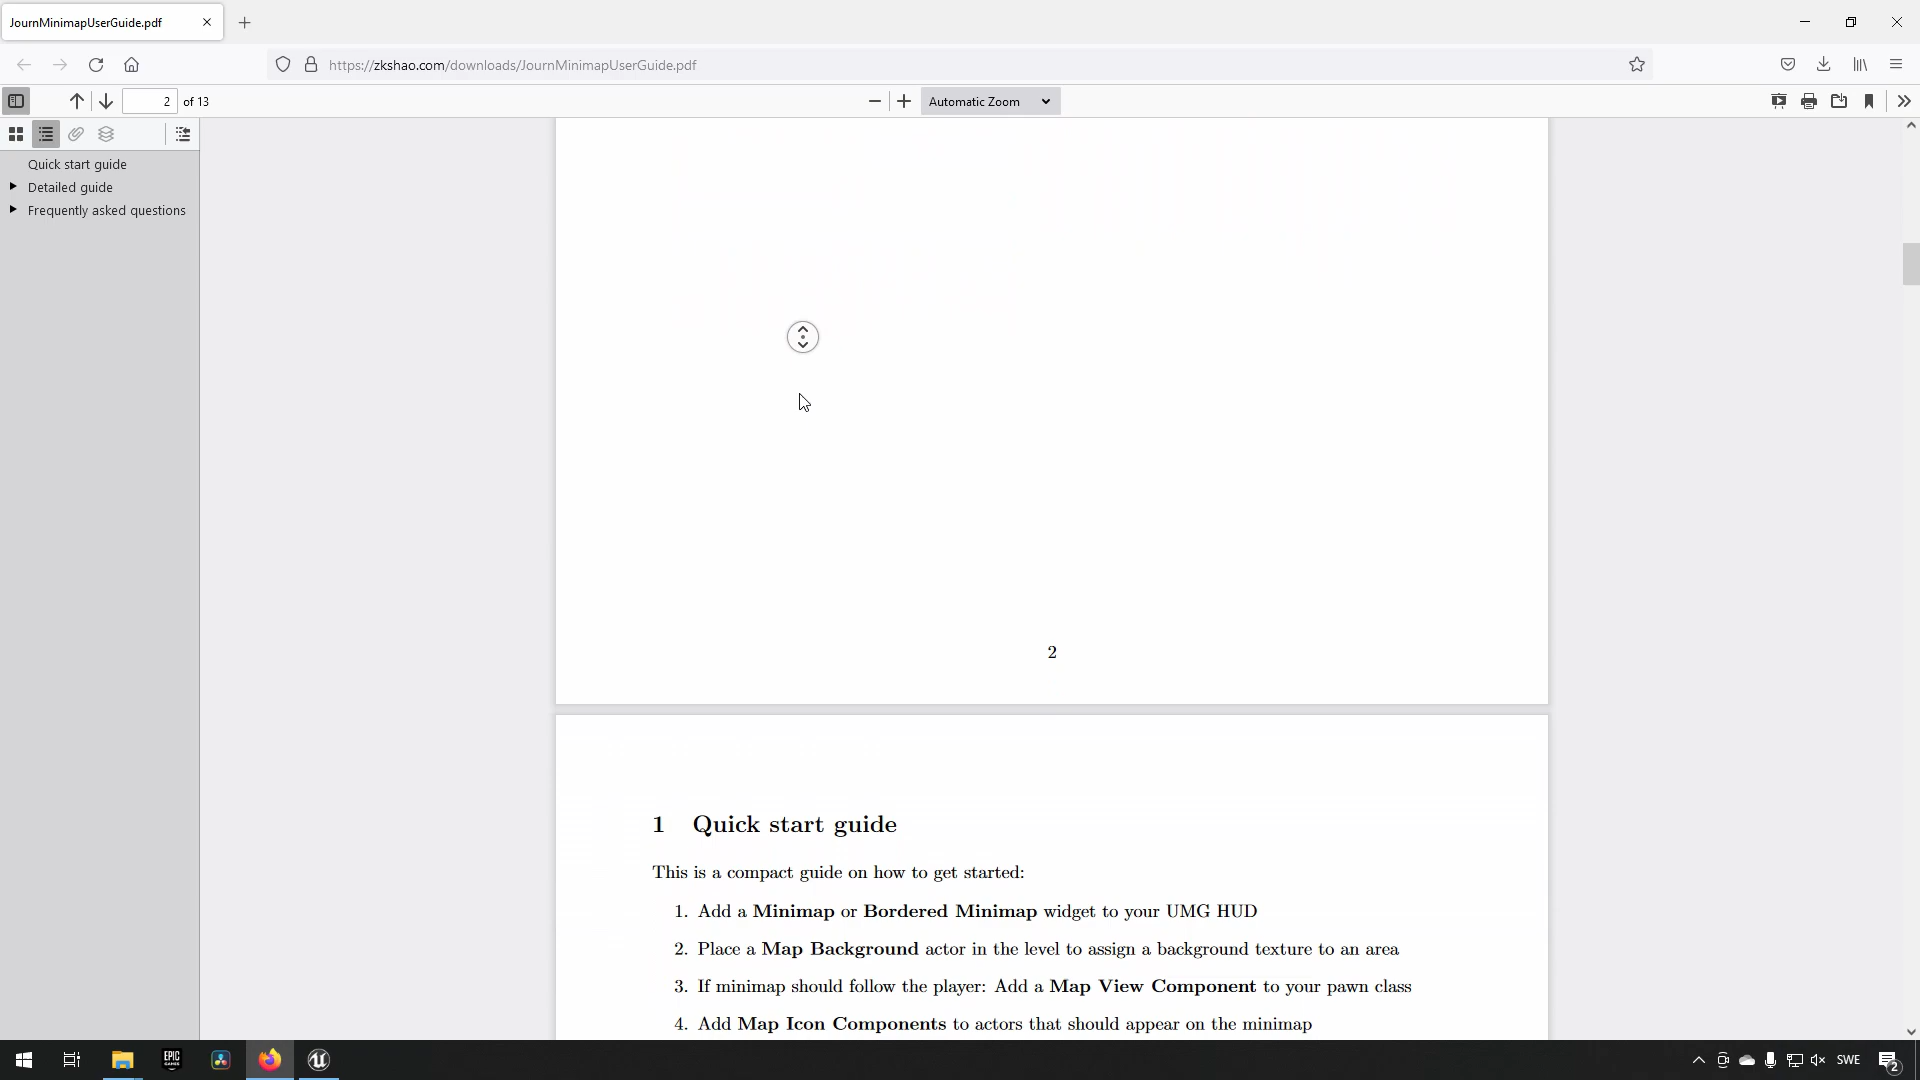 JournMinimapUserGuide.pdf
https://zkshao.com/downloads/JournMinimapUserGuide.pdf
2 of 13
Automatic Zoom
Quick start guide
Detailed guide
Frequently asked questions
2
1 Quick start guide
This is a compact guide on how to get started:
1. Add a Minimap or Bordered Minimap widget to your UMG HUD
2. Place a Map Background actor in the level to assign a background texture to an area
3. If minimap should follow the player: Add a Map View Component to your pawn class
4. Add Map Icon Components to actors that should appear on the minimap
EPIC
GAMES
SWE
2